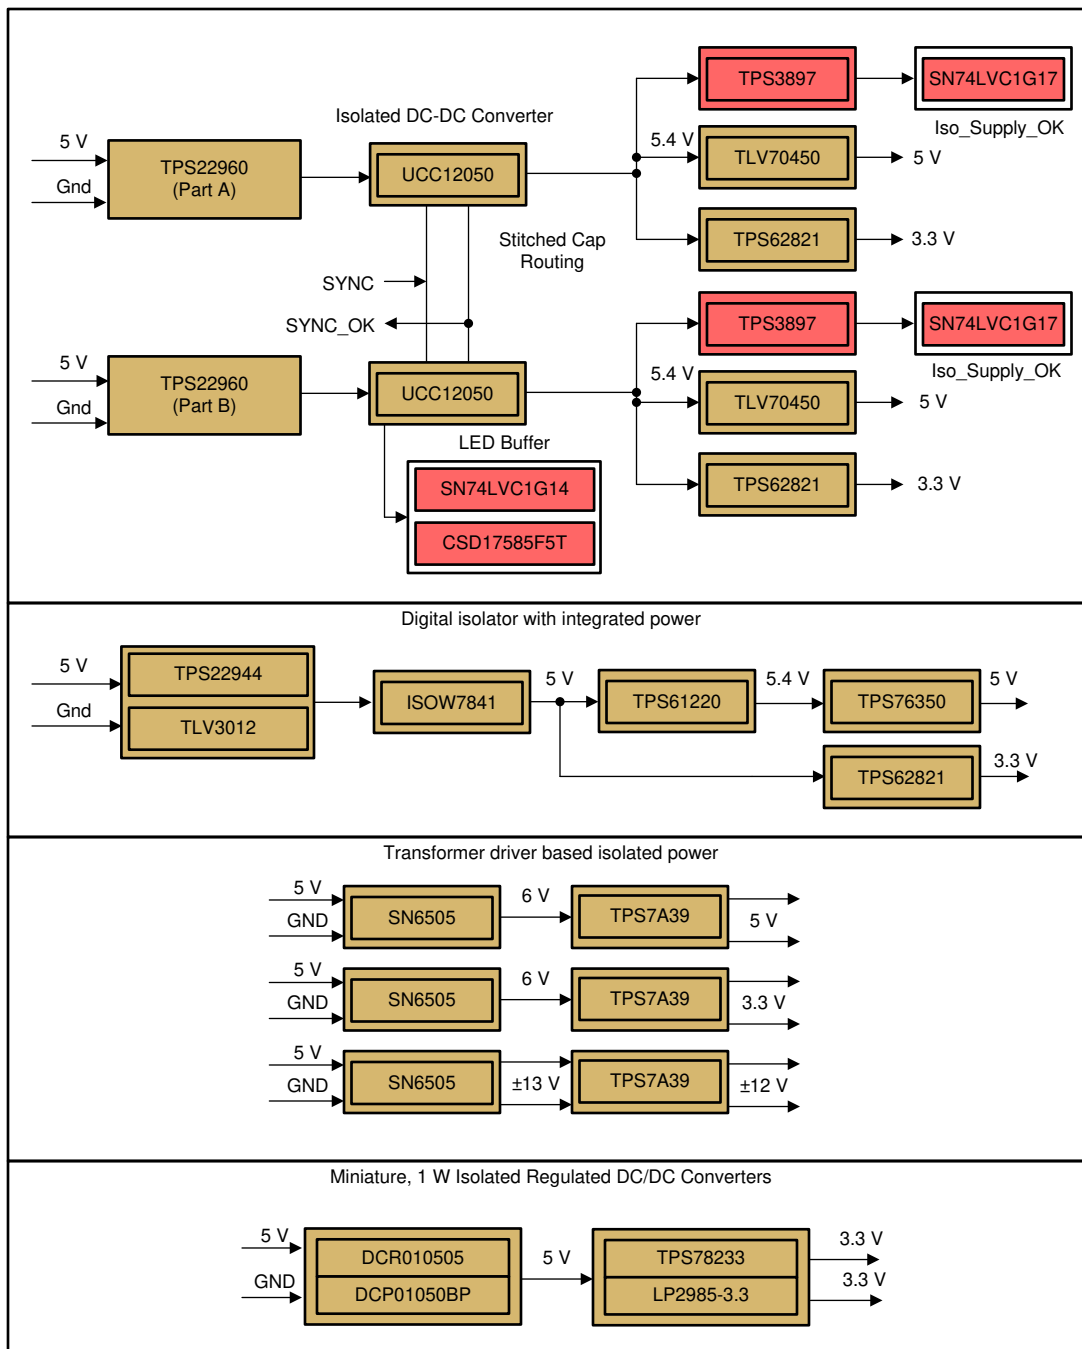 TPS3897
SN74LVC1G17
Isolated DC-DC Converter
Iso_Supply_OK
5 V
TPS22960
(Part A)
Gnd
UCC12050
5.4 V
TLV70450
5 V
Stitched Cap
Routing
TPS62821
3.3 V
SYNC
SYNC_OK
TPS3897
SN74LVC1G17
Iso_Supply_OK
5 V
TPS22960
(Part B)
Gnd
UCC12050
5.4 V
TLV70450
5 V
LED Buffer
SN74LVC1G14
CSD17585F5T
TPS62821
3.3 V
Digital isolator with integrated power
5 V
Gnd
TPS22944
TLV3012
ISOW7841
5 V
TPS61220
5.4 V
TPS76350
5 V
TPS62821
3.3 V
Transformer driver based isolated power
5 V
GND
SN6505
6 V
TPS7A39
5 V
5 V
GND
SN6505
6 V
TPS7A39
3.3 V
5 V
GND
SN6505
±13 V
TPS7A39
±12 V
Miniature, 1 W Isolated Regulated DC/DC Converters
5 V
GND
DCR010505
DCP01050BP
5 V
TPS78233
LP2985-3.3
3.3 V
3.3 V